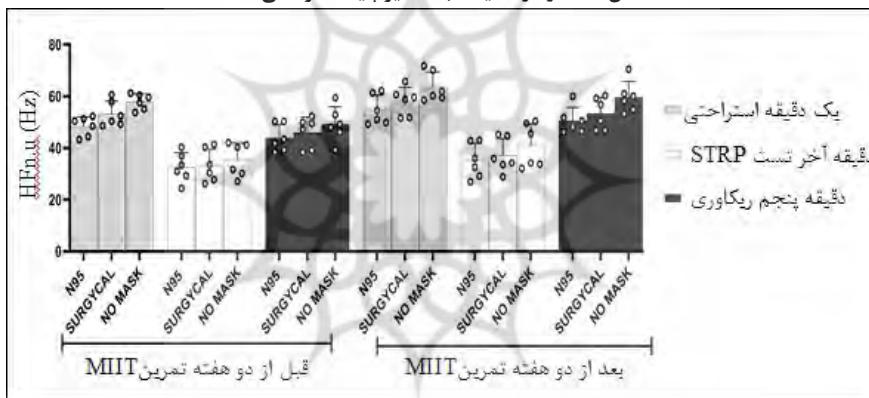 HFn.u (Hz)
80
60
40
20
0
N95
SURGYCAL
NO MASK
N95
SURGYCAL
NO MASK
N95
SURGYCAL
NO MASK
N95
SURGYCAL
NO MASK
N95
SURGYCAL
NO MASK
N95
SURGYCAL
NO MASK
قبل از دو هفته تمرین MIIT
بعد از دو هفته تمرین MIIT
یک دقیقه استراحتی
دقیقه آخر تست STRP
دقیقه پنجم ریکاوری